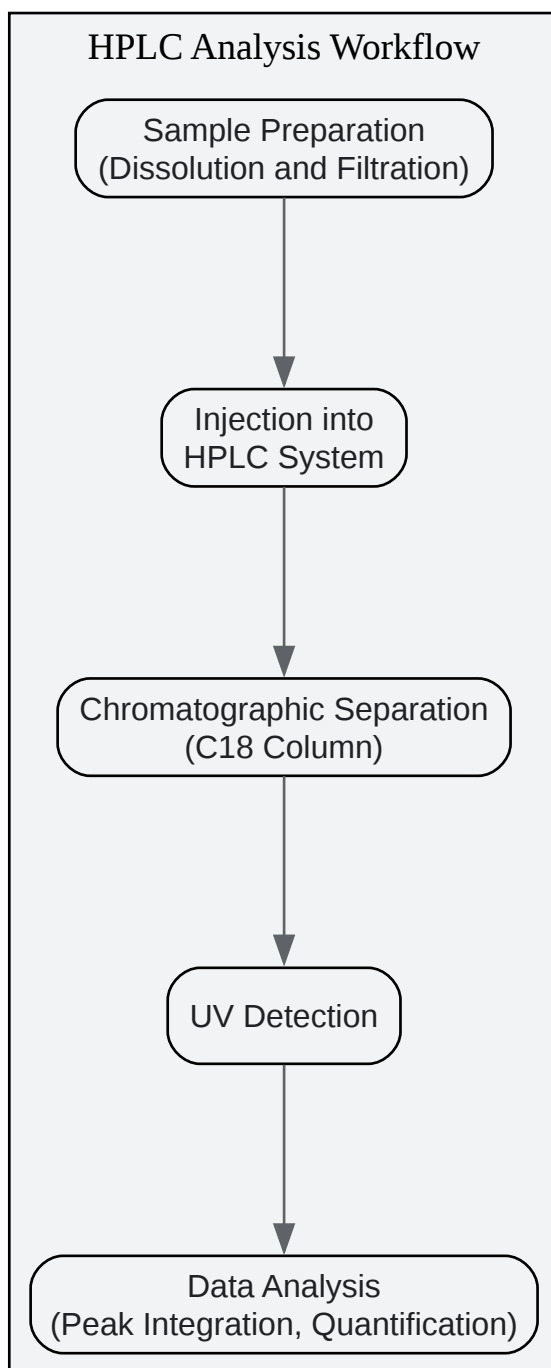 HPLC Analysis Workflow
Sample Preparation
(Dissolution and Filtration)
Injection into
HPLC System
Chromatographic Separation
(C18 Column)
UV Detection
Data Analysis
(Peak Integration, Quantification)